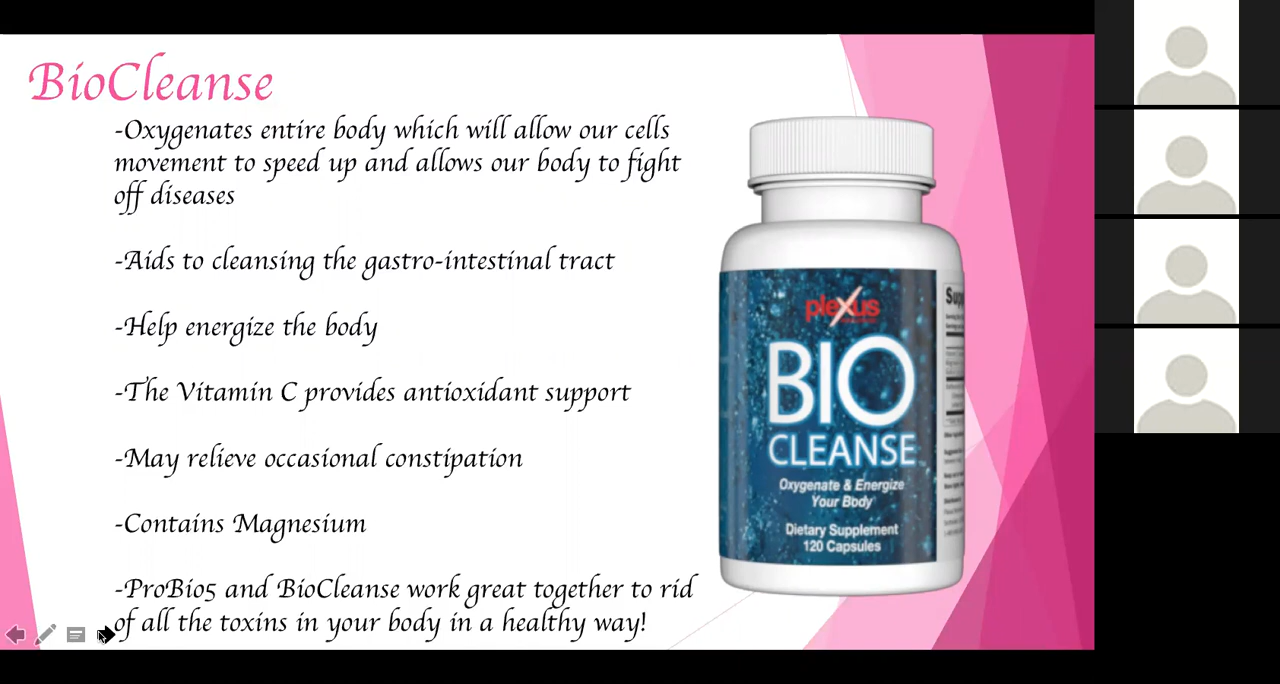 BioCleanse
-Oxygenates entire body which will allow our cells
movement to speed up and allows our body to fight
off diseases
-Aids to cleansing the gastro-intestinal tract
-Help energize the body
-The Vitamin C provides antioxidant support
-May relieve occasional constipation
-Contains Magnesium
-ProBio5 and BioCleanse work great together to rid
of all the toxins in your body in a healthy way!
plexus
BIO
CLEANSE
Oxygenate & Energize
Your Body
Dietary Supplement
120 Capsules